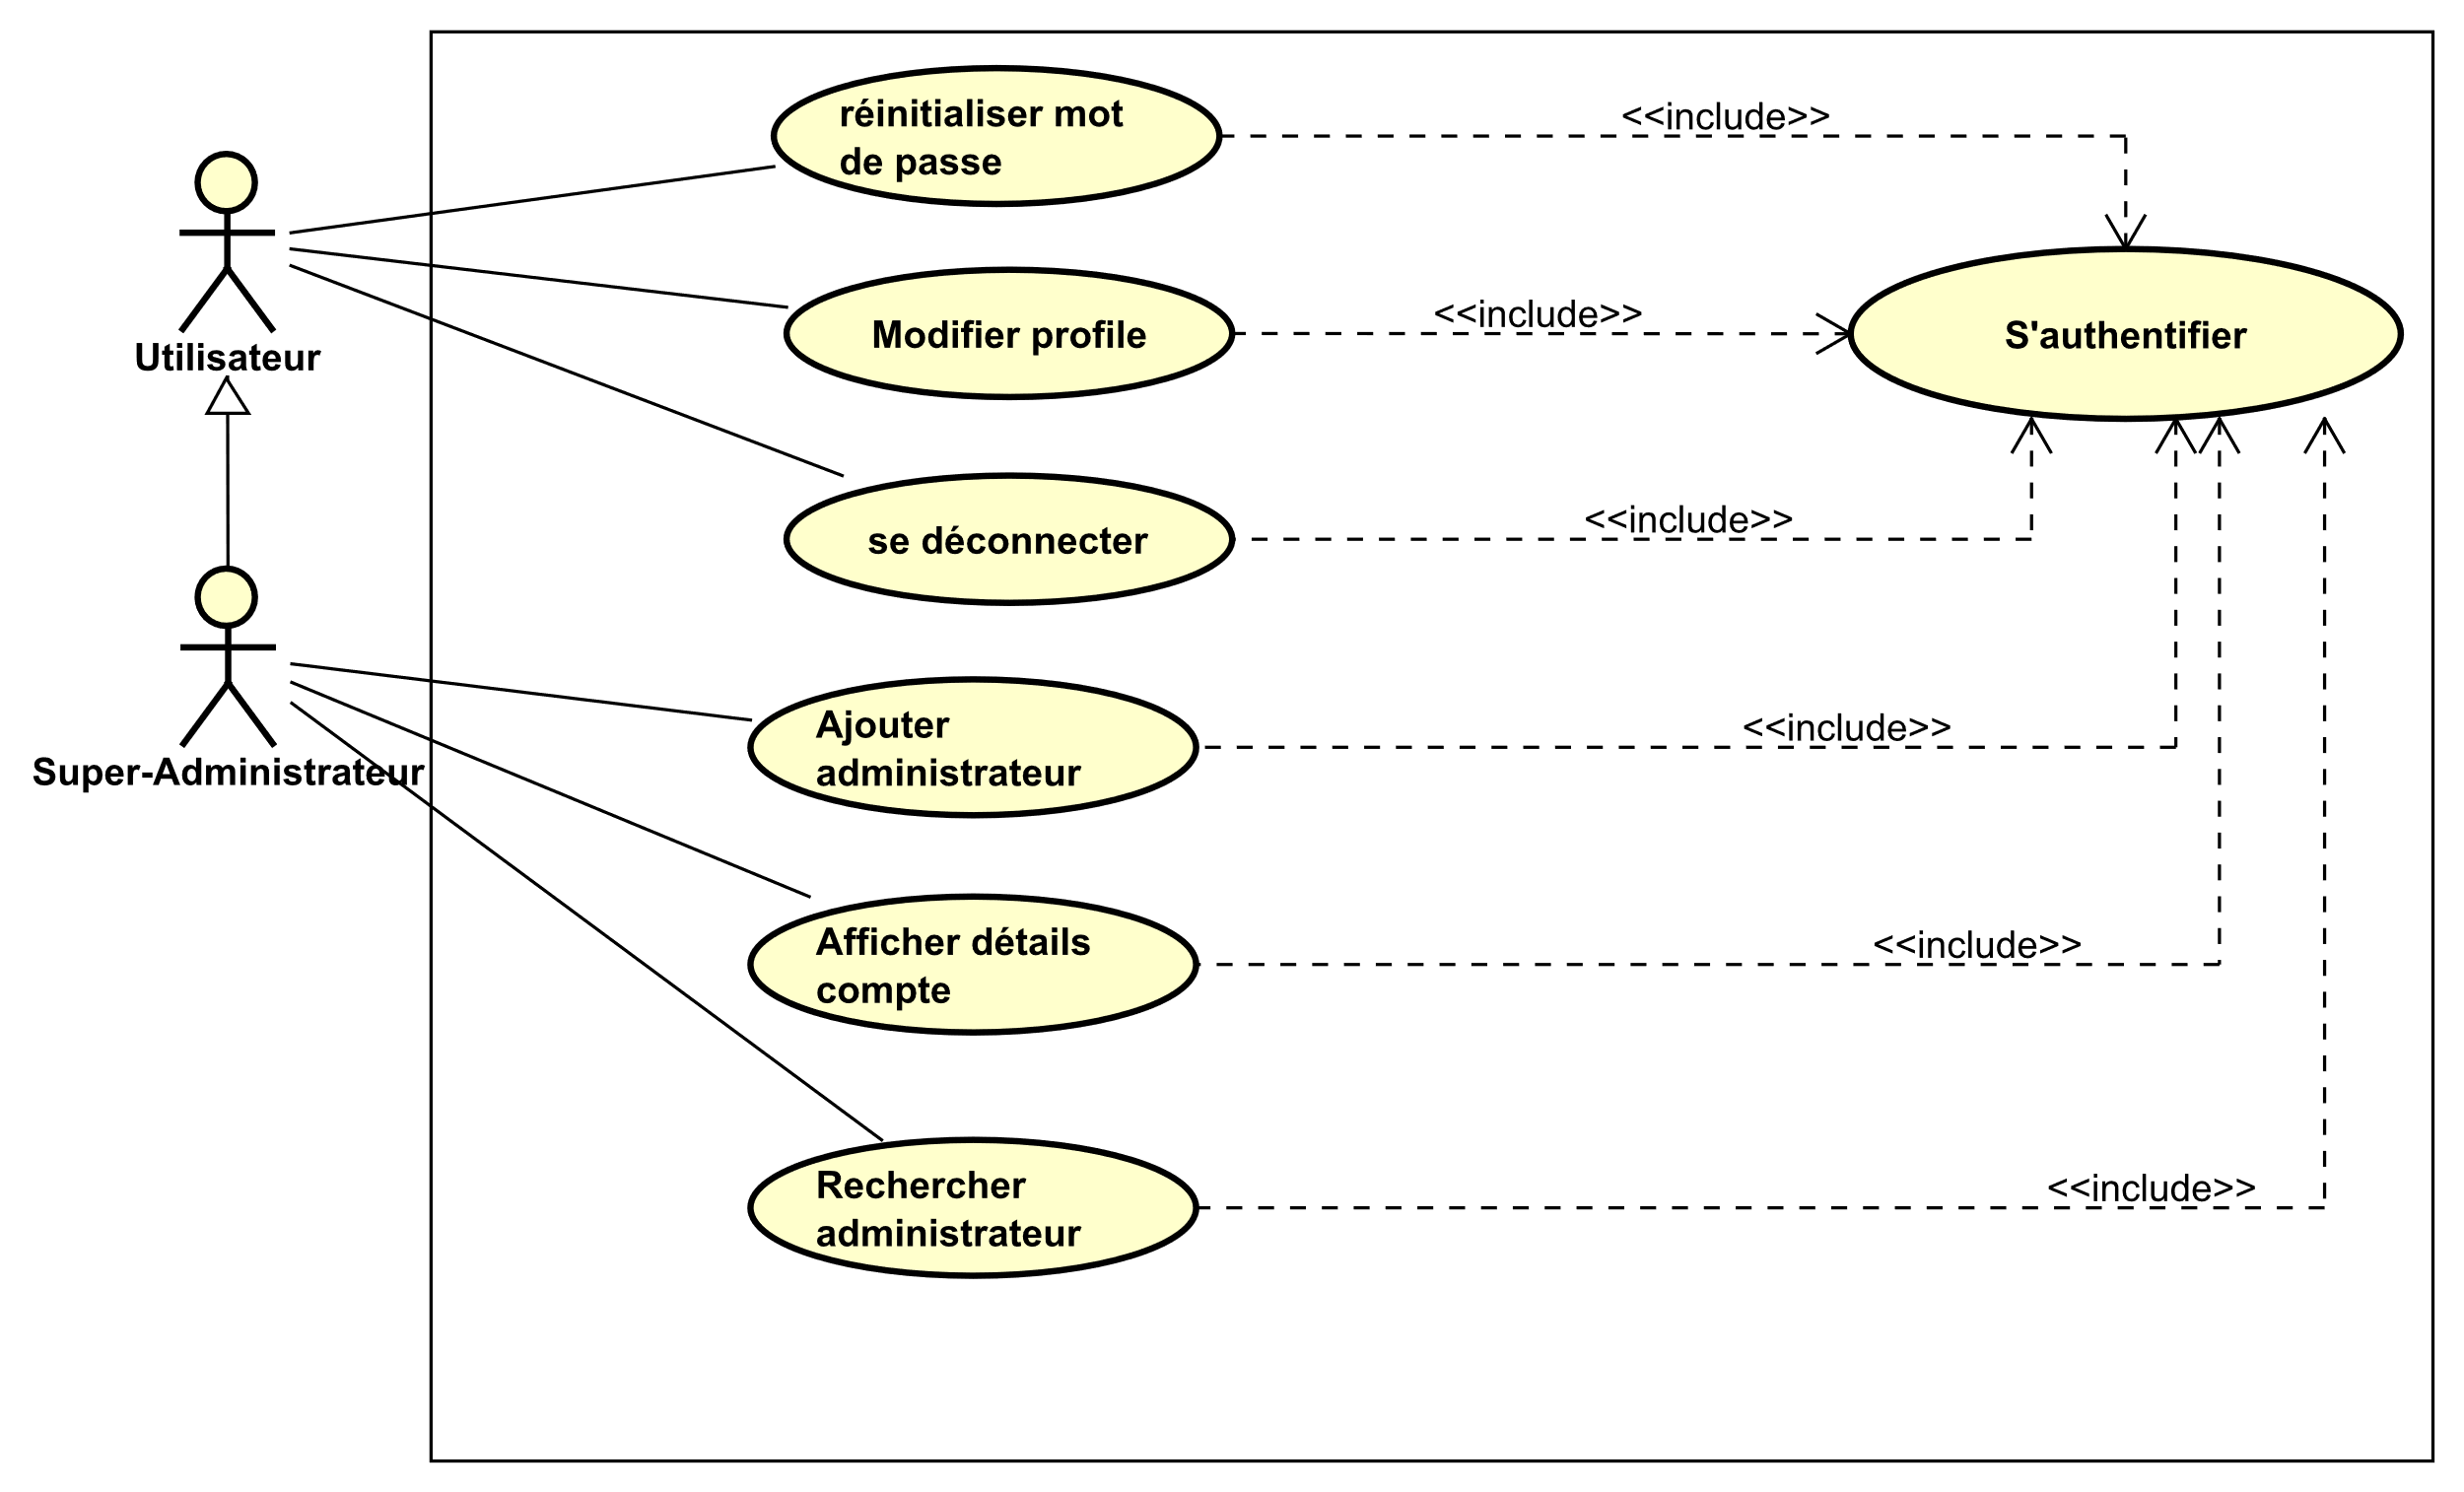 réinitialiser mot
de passe
<<include>>
Utilisateur
Modifier profile
<<include>>
S'authentifier
se déconnecter
<<include>>
Super-Administrateur
Ajouter
administrateur
<<include>>
Afficher détails
compte
<<include>>
Rechercher
administrateur
<<include>>